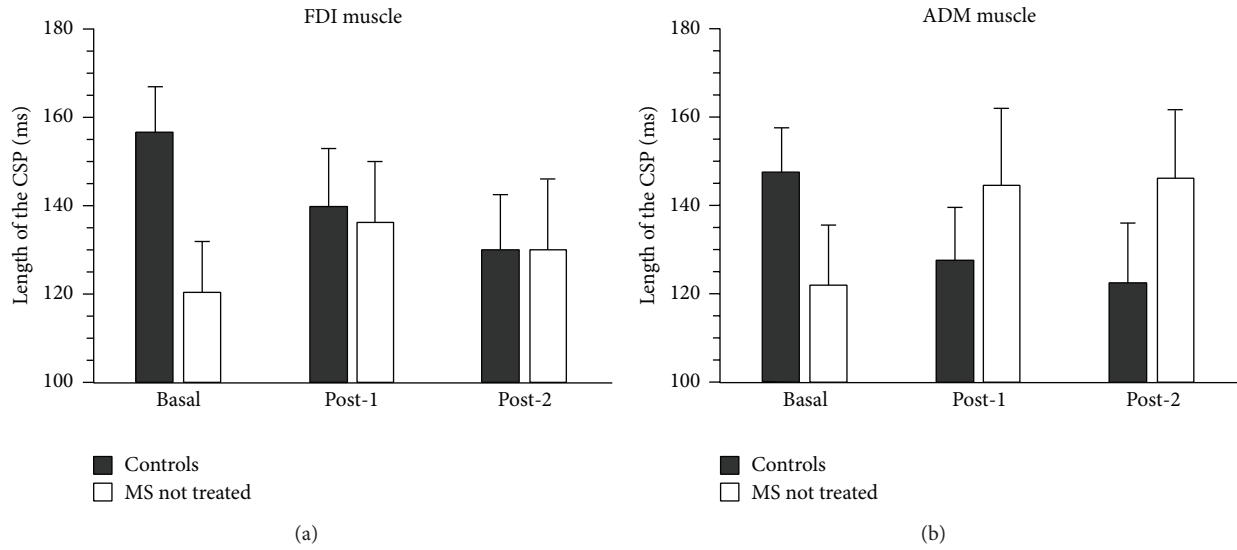 FDI muscle
Length of the CSP (ms)
180
160
140
120
100
Basal
Post-1
Post-2
Controls
MS not treated
(a)
ADM muscle
Length of the CSP (ms)
180
160
140
120
100
Basal
Post-1
Post-2
Controls
MS not treated
(b)